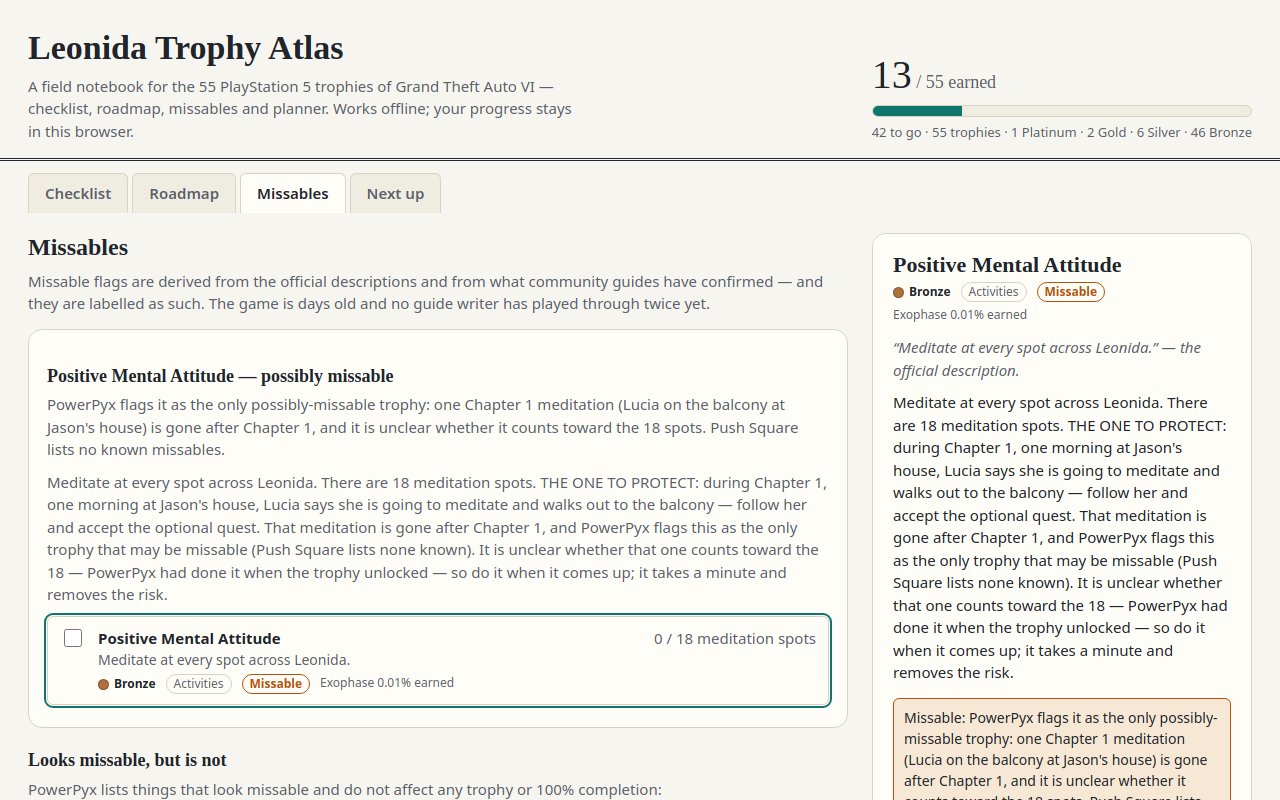 Leonida Trophy Atlas
A field notebook for the 55 PlayStation 5 trophies of Grand Theft Auto VI —
checklist, roadmap, missables and planner. Works offline; your progress stays
in this browser.
13 / 55 earned
42 to go · 55 trophies · 1 Platinum · 2 Gold · 6 Silver · 46 Bronze
Checklist
Roadmap
Missables
Next up
Missables
Missable flags are derived from the official descriptions and from what community guides have confirmed — and
they are labelled as such. The game is days old and no guide writer has played through twice yet.
Positive Mental Attitude — possibly missable
PowerPyx flags it as the only possibly-missable trophy: one Chapter 1 meditation (Lucia on the balcony at
Jason's house) is gone after Chapter 1, and it is unclear whether it counts toward the 18 spots. Push Square
lists no known missables.
Meditate at every spot across Leonida. There are 18 meditation spots. THE ONE TO PROTECT: during Chapter 1,
one morning at Jason's house, Lucia says she is going to meditate and walks out to the balcony — follow her
and accept the optional quest. That meditation is gone after Chapter 1, and PowerPyx flags this as the only
trophy that may be missable (Push Square lists none known). It is unclear whether that one counts toward the
18 — PowerPyx had done it when the trophy unlocked — so do it when it comes up; it takes a minute and
removes the risk.
Positive Mental Attitude
0 / 18 meditation spots
Meditate at every spot across Leonida.
Bronze Activities Missable Exophase 0.01% earned
Looks missable, but is not
PowerPyx lists things that look missable and do not affect any trophy or 100% completion:
Positive Mental Attitude
Bronze Activities Missable
Exophase 0.01% earned
“Meditate at every spot across Leonida.” — the
official description.
Meditate at every spot across Leonida. There
are 18 meditation spots. THE ONE TO PROTECT:
during Chapter 1, one morning at Jason's
house, Lucia says she is going to meditate and
walks out to the balcony — follow her and
accept the optional quest. That meditation is
gone after Chapter 1, and PowerPyx flags this
as the only trophy that may be missable (Push
Square lists none known). It is unclear whether
that one counts toward the 18 — PowerPyx had
done it when the trophy unlocked — so do it
when it comes up; it takes a minute and
removes the risk.
Missable: PowerPyx flags it as the only possibly-
missable trophy: one Chapter 1 meditation
(Lucia on the balcony at Jason's house) is gone
after Chapter 1, and it is unclear whether it
counts toward the 18 spots. Push Square lists